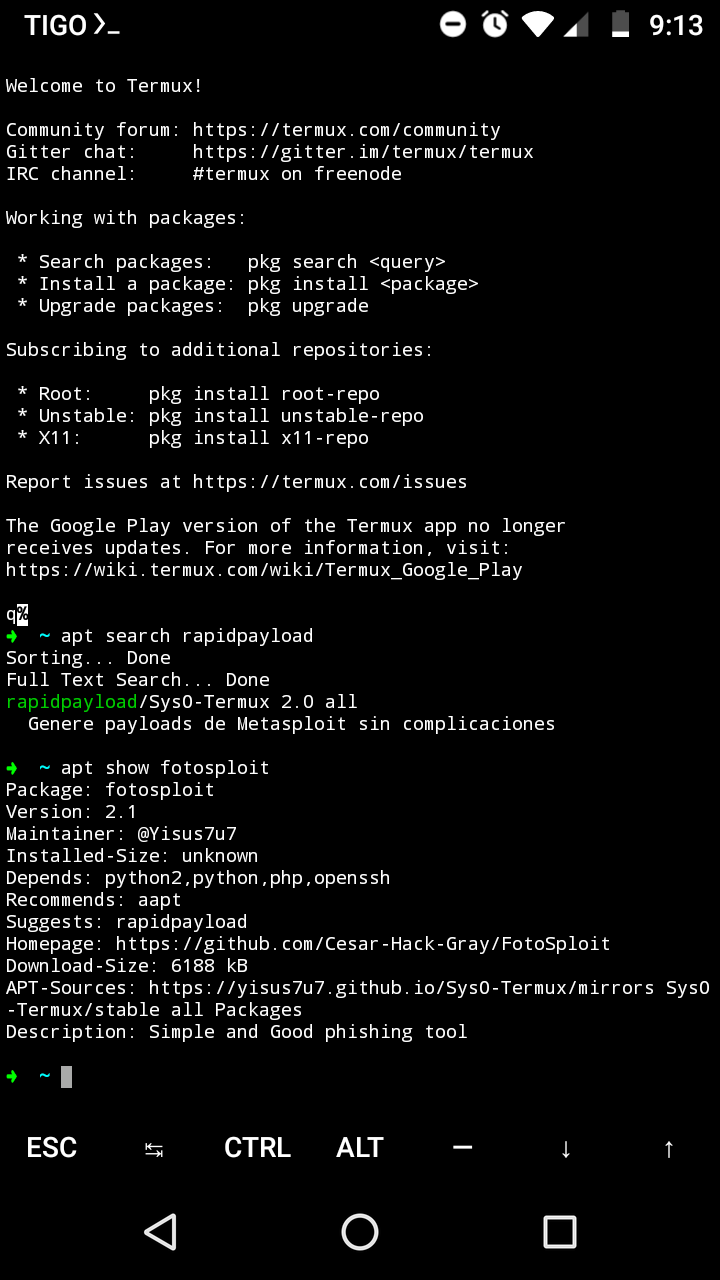 TIGO 9:13
Welcome to Termux!
Community forum: https://termux.com/community
Gitter chat:     https://gitter.im/termux/termux
IRC channel:     #termux on freenode
Working with packages:
 * Search packages:   pkg search <query>
 * Install a package: pkg install <package>
 * Upgrade packages:  pkg upgrade
Subscribing to additional repositories:
 * Root:     pkg install root-repo
 * Unstable: pkg install unstable-repo
 * X11:      pkg install x11-repo
Report issues at https://termux.com/issues
The Google Play version of the Termux app no longer
receives updates. For more information, visit:
https://wiki.termux.com/wiki/Termux_Google_Play
q%
➜  ~ apt search rapidpayload
Sorting... Done
Full Text Search... Done
rapidpayload/SysO-Termux 2.0 all
  Genere payloads de Metasploit sin complicaciones
➜  ~ apt show fotosploit
Package: fotosploit
Version: 2.1
Maintainer: @Yisus7u7
Installed-Size: unknown
Depends: python2,python,php,openssh
Recommends: aapt
Suggests: rapidpayload
Homepage: https://github.com/Cesar-Hack-Gray/FotoSploit
Download-Size: 6188 kB
APT-Sources: https://yisus7u7.github.io/SysO-Termux/mirrors SysO
-Termux/stable all Packages
Description: Simple and Good phishing tool
➜  ~
ESC ↹ CTRL ALT — ↓ ↑